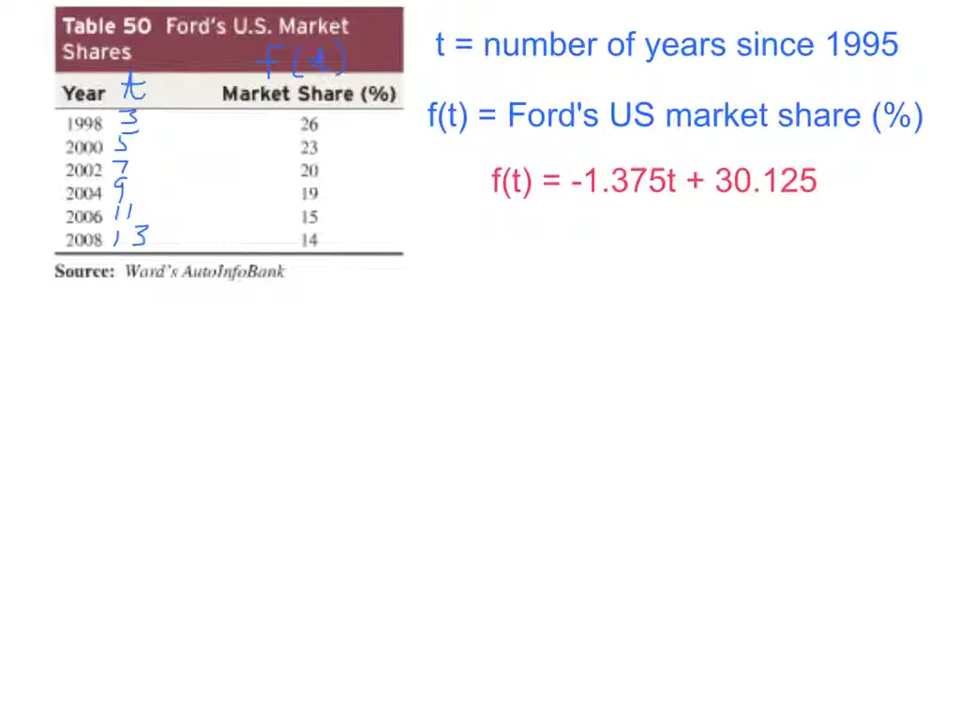 Table 50 Ford's U.S. Market
Shares
F(t)
Year t Market Share (%)
1998 3 26
2000 5 23
2002 7 20
2004 9 19
2006 11 15
2008 13 14
Source: Ward's AutoInfoBank
t = number of years since 1995
f(t) = Ford's US market share (%)
f(t) = -1.375t + 30.125